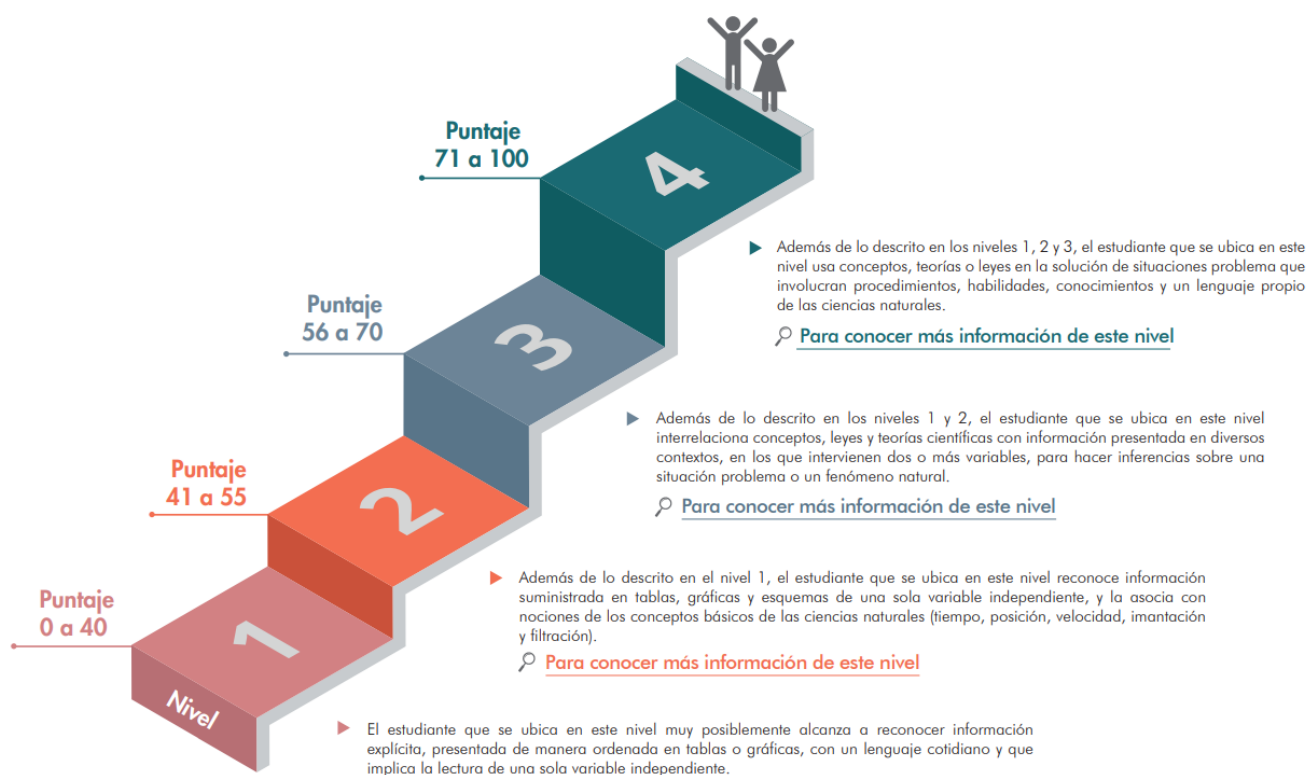 Puntaje
71 a 100
4
Además de lo descrito en los niveles 1, 2 y 3, el estudiante que se ubica en este
nivel usa conceptos, teorías o leyes en la solución de situaciones problema que
involucran procedimientos, habilidades, conocimientos y un lenguaje propio
de las ciencias naturales.
Para conocer más información de este nivel
Puntaje
56 a 70
3
Además de lo descrito en los niveles 1 y 2, el estudiante que se ubica en este nivel
interrelaciona conceptos, leyes y teorías científicas con información presentada en diversos
contextos, en los que intervienen dos o más variables, para hacer inferencias sobre una
situación problema o un fenómeno natural.
Para conocer más información de este nivel
Puntaje
41 a 55
2
Además de lo descrito en el nivel 1, el estudiante que se ubica en este nivel reconoce información
suministrada en tablas, gráficas y esquemas de una sola variable independiente, y la asocia con
nociones de los conceptos básicos de las ciencias naturales (tiempo, posición, velocidad, imantación
y filtración).
Para conocer más información de este nivel
Puntaje
0 a 40
1
Nivel
El estudiante que se ubica en este nivel muy posiblemente alcanza a reconocer información
explícita, presentada de manera ordenada en tablas o gráficas, con un lenguaje cotidiano y que
implica la lectura de una sola variable independiente.